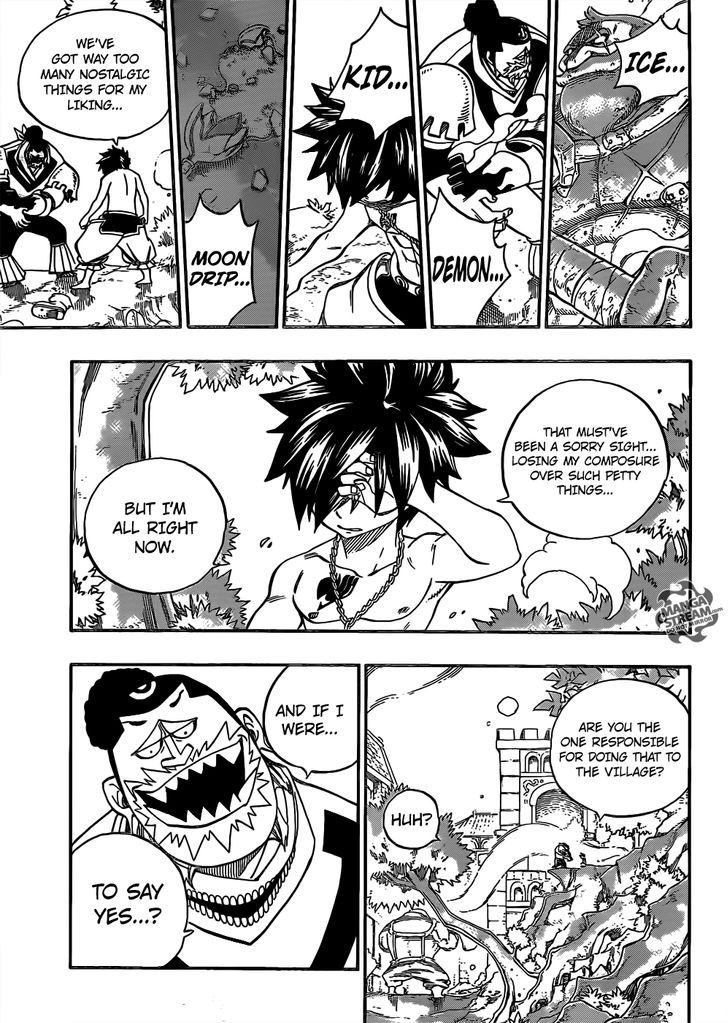 ICE...
DEMON...
KID...
MOON
DRIP...
WE'VE
GOT WAY TOO
MANY NOSTALGIC
THINGS FOR MY
LIKING...
THAT MUST'VE
BEEN A SORRY SIGHT...
LOSING MY COMPOSURE
OVER SUCH PETTY
THINGS...
BUT I'M
ALL RIGHT
NOW.
MANGA
STREAM
ARE YOU THE
ONE RESPONSIBLE
FOR DOING THAT TO
THE VILLAGE?
HUH?
AND IF I
WERE...
TO SAY
YES...?